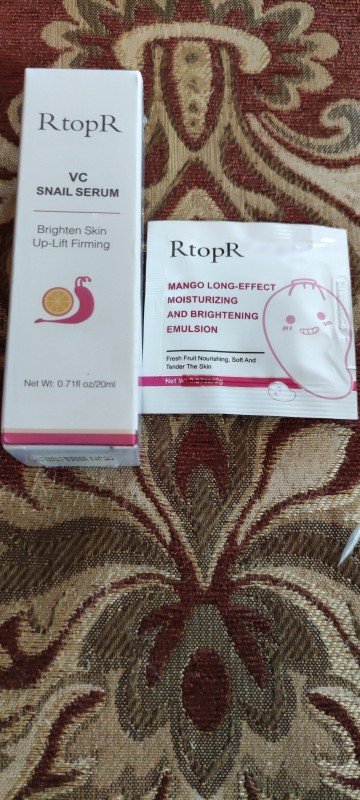 RtopR
VC
SNAIL SERUM
Brighten Skin
Up-Lift Firming
Net Wt: 0.71fl oz/20ml
RtopR
MANGO LONG-EFFECT
MOISTURIZING
AND BRIGHTENING
EMULSION
Fresh Fruit Nourishing, Soft And
Tender The Skin
Net